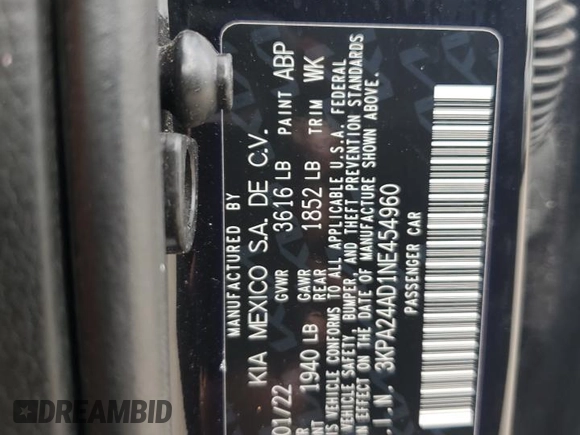 MANUFACTURED BY
KIA MEXICO S.A. DE C.V.
01/22 GVWR 3616 LB PAINT ABP
1940 LB GAWR REAR 1852 LB TRIM WK
VEHICLE CONFORMS TO ALL APPLICABLE U.S.A. FEDERAL
VEHICLE SAFETY, BUMPER, AND THEFT PREVENTION STANDARDS
ON THE DATE OF MANUFACTURE SHOWN ABOVE.
3KPA24AD1NE454960
PASSENGER CAR
DREAMBID